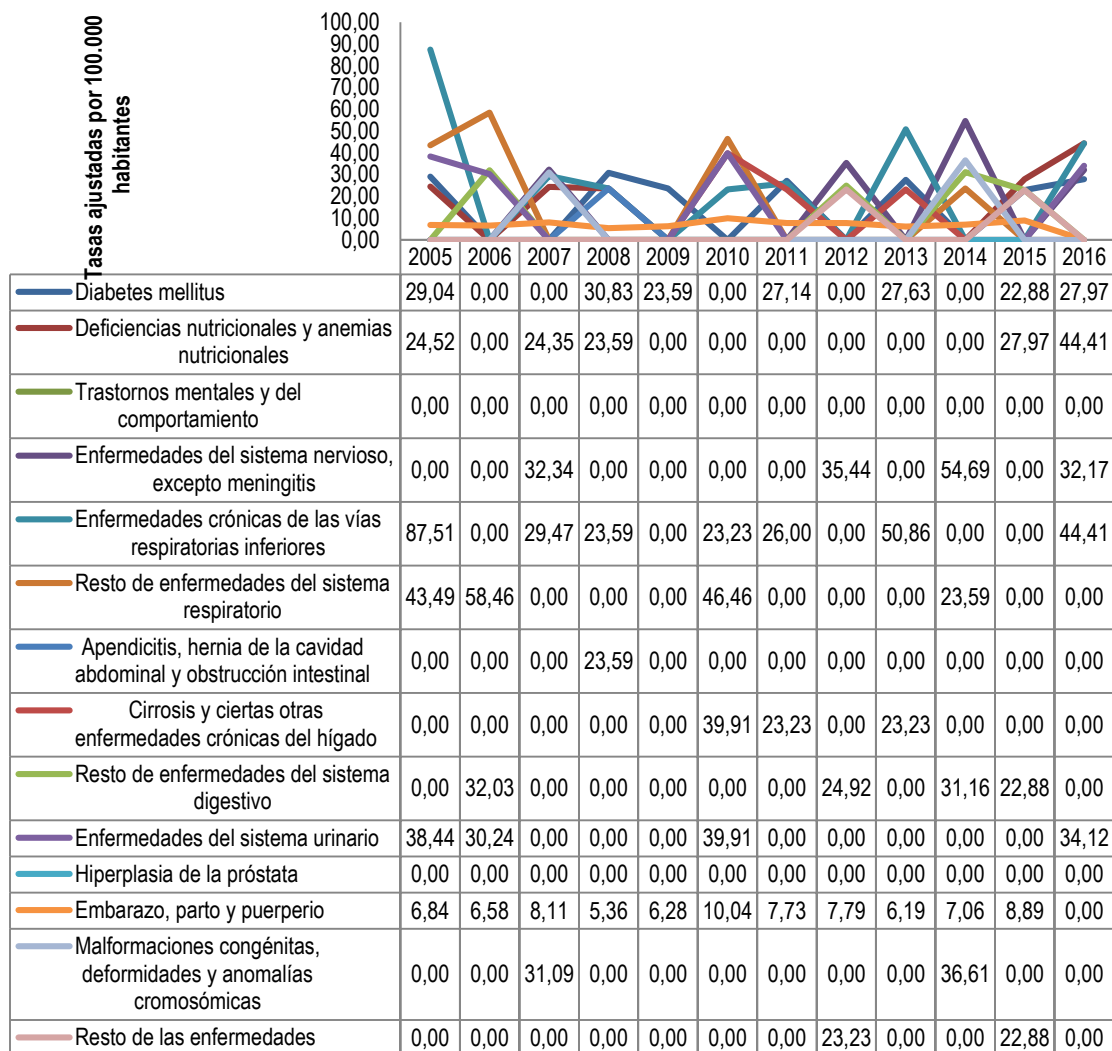 Tasas ajustadas por 100.000
habitantes
100,00
90,00
80,00
70,00
60,00
50,00
40,00
30,00
20,00
10,00
0,00
2005 2006 2007 2008 2009 2010 2011 2012 2013 2014 2015 2016
Diabetes mellitus 29,04 0,00 0,00 30,83 23,59 0,00 27,14 0,00 27,63 0,00 22,88 27,97
Deficiencias nutricionales y anemias
nutricionales
24,52 0,00 24,35 23,59 0,00 0,00 0,00 0,00 0,00 0,00 27,97 44,41
Trastornos mentales y del
comportamiento
0,00 0,00 0,00 0,00 0,00 0,00 0,00 0,00 0,00 0,00 0,00 0,00
Enfermedades del sistema nervioso,
excepto meningitis
0,00 0,00 32,34 0,00 0,00 0,00 0,00 35,44 0,00 54,69 0,00 32,17
Enfermedades crónicas de las vías
respiratorias inferiores
87,51 0,00 29,47 23,59 0,00 23,23 26,00 0,00 50,86 0,00 0,00 44,41
Resto de enfermedades del sistema
respiratorio
43,49 58,46 0,00 0,00 0,00 46,46 0,00 0,00 0,00 23,59 0,00 0,00
Apendicitis, hernia de la cavidad
abdominal y obstrucción intestinal
0,00 0,00 0,00 23,59 0,00 0,00 0,00 0,00 0,00 0,00 0,00 0,00
Cirrosis y ciertas otras
enfermedades crónicas del hígado
0,00 0,00 0,00 0,00 0,00 39,91 23,23 0,00 23,23 0,00 0,00 0,00
Resto de enfermedades del sistema
digestivo
0,00 32,03 0,00 0,00 0,00 0,00 0,00 24,92 0,00 31,16 22,88 0,00
Enfermedades del sistema urinario 38,44 30,24 0,00 0,00 0,00 39,91 0,00 0,00 0,00 0,00 0,00 34,12
Hiperplasia de la próstata 0,00 0,00 0,00 0,00 0,00 0,00 0,00 0,00 0,00 0,00 0,00 0,00
Embarazo, parto y puerperio 6,84 6,58 8,11 5,36 6,28 10,04 7,73 7,79 6,19 7,06 8,89 0,00
Malformaciones congénitas,
deformidades y anomalías
cromosómicas
0,00 0,00 31,09 0,00 0,00 0,00 0,00 0,00 0,00 36,61 0,00 0,00
Resto de las enfermedades 0,00 0,00 0,00 0,00 0,00 0,00 0,00 23,23 0,00 0,00 22,88 0,00